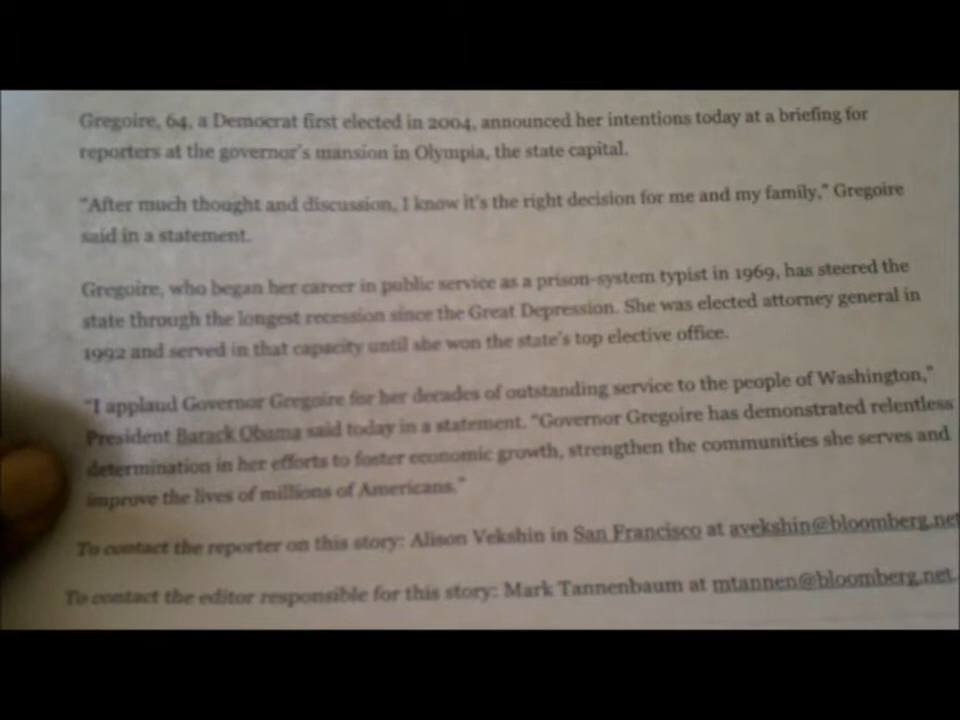 Gregoire, 64, a Democrat first elected in 2004, announced her intentions today at a briefing for
reporters at the governor's mansion in Olympia, the state capital.
"After much thought and discussion, I know it's the right decision for me and my family," Gregoire
said in a statement.
Gregoire, who began her career in public service as a prison-system typist in 1969, has steered the
state through the longest recession since the Great Depression. She was elected attorney general in
1992 and served in that capacity until she won the state's top elective office.
"I applaud Governor Gregoire for her decades of outstanding service to the people of Washington,"
President Barack Obama said today in a statement. "Governor Gregoire has demonstrated relentless
determination in her efforts to foster economic growth, strengthen the communities she serves and
improve the lives of millions of Americans."
To contact the reporter on this story: Alison Vekshin in San Francisco at avekshin@bloomberg.net
To contact the editor responsible for this story: Mark Tannenbaum at mtannen@bloomberg.net.